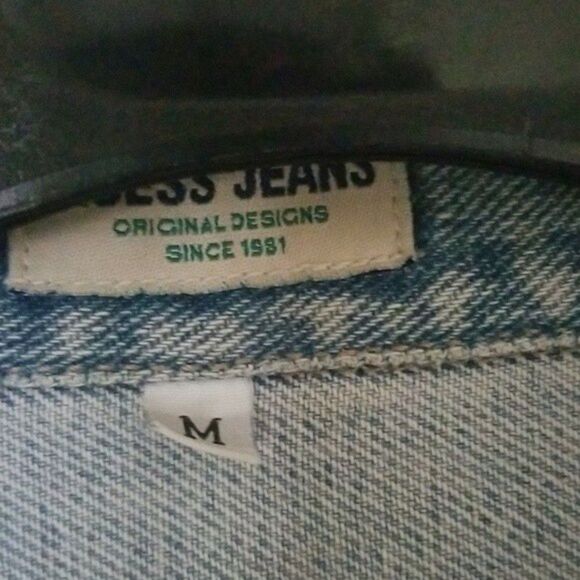 GUESS JEANS
ORIGINAL DESIGNS
SINCE 1981
M